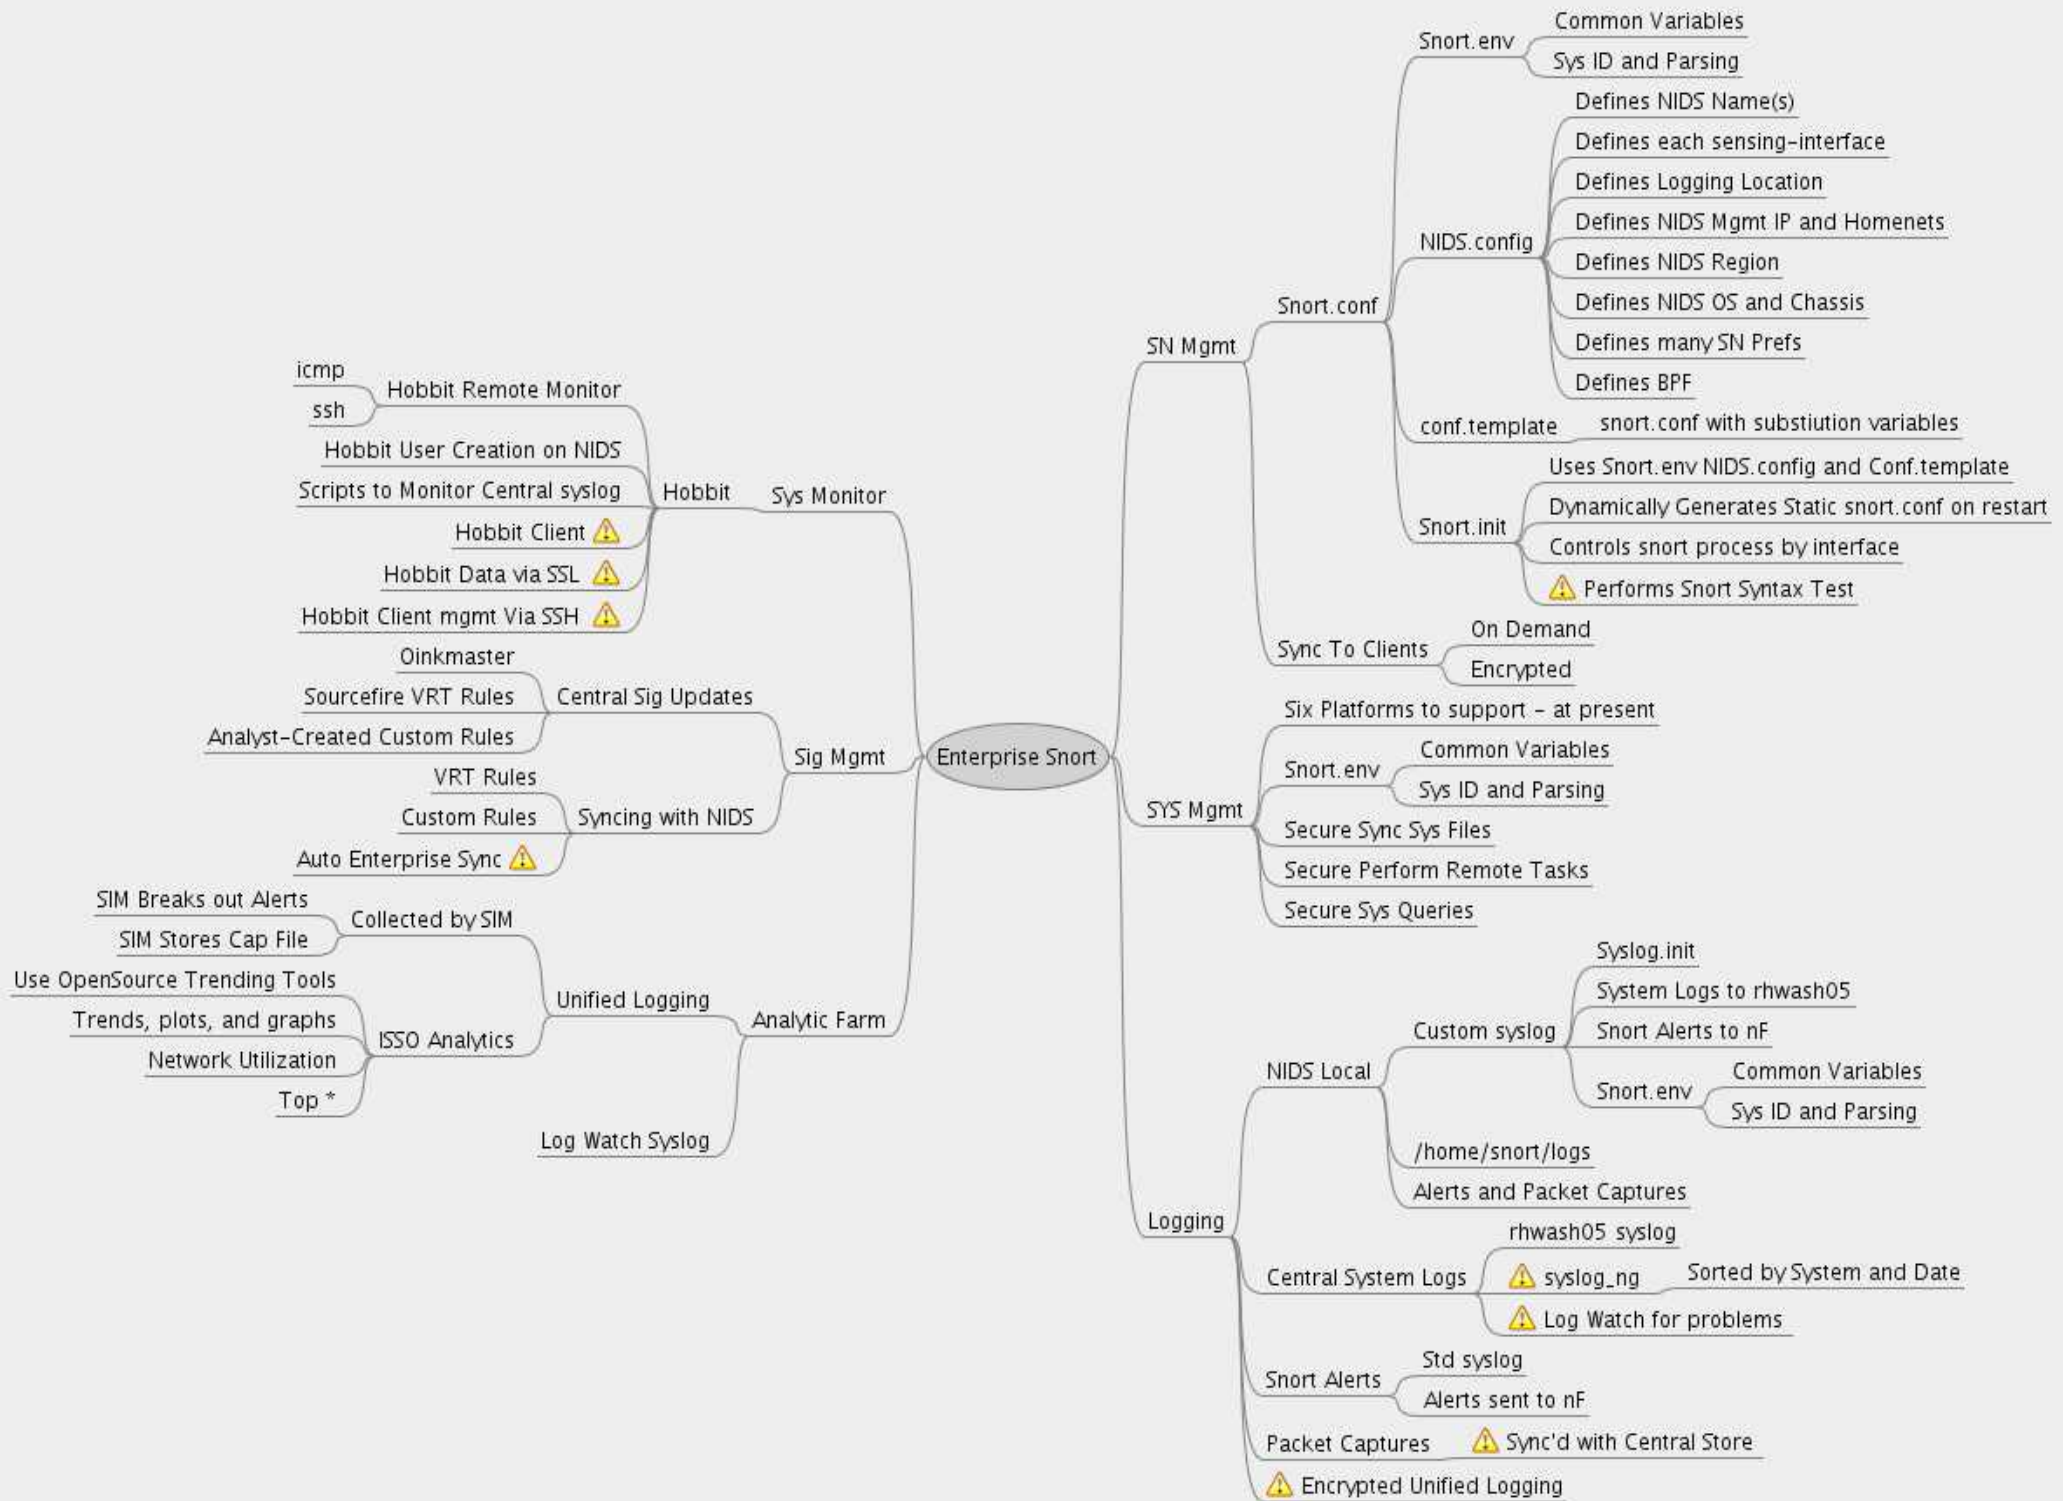 Enterprise Snort
SN Mgmt
Snort.conf
Snort.env
Common Variables
Sys ID and Parsing
NIDS.config
Defines NIDS Name(s)
Defines each sensing-interface
Defines Logging Location
Defines NIDS Mgmt IP and Homenets
Defines NIDS Region
Defines NIDS OS and Chassis
Defines many SN Prefs
Defines BPF
conf.template
snort.conf with substiution variables
Snort.init
Uses Snort.env NIDS.config and Conf.template
Dynamically Generates Static snort.conf on restart
Controls snort process by interface
Performs Snort Syntax Test
Sync To Clients
On Demand
Encrypted
SYS Mgmt
Six Platforms to support - at present
Snort.env
Common Variables
Sys ID and Parsing
Secure Sync Sys Files
Secure Perform Remote Tasks
Secure Sys Queries
Logging
NIDS Local
Custom syslog
Syslog.init
System Logs to rhwash05
Snort Alerts to nF
Snort.env
Common Variables
Sys ID and Parsing
/home/snort/logs
Alerts and Packet Captures
Central System Logs
rhwash05 syslog
syslog_ng
Sorted by System and Date
Log Watch for problems
Snort Alerts
Std syslog
Alerts sent to nF
Packet Captures
Sync'd with Central Store
Encrypted Unified Logging
Sys Monitor
Hobbit
Hobbit Remote Monitor
icmp
ssh
Hobbit User Creation on NIDS
Scripts to Monitor Central syslog
Hobbit Client
Hobbit Data via SSL
Hobbit Client mgmt Via SSH
Sig Mgmt
Central Sig Updates
Oinkmaster
Sourcefire VRT Rules
Analyst-Created Custom Rules
Syncing with NIDS
VRT Rules
Custom Rules
Auto Enterprise Sync
Analytic Farm
Unified Logging
Collected by SIM
SIM Breaks out Alerts
SIM Stores Cap File
ISSO Analytics
Use OpenSource Trending Tools
Trends, plots, and graphs
Network Utilization
Top *
Log Watch Syslog